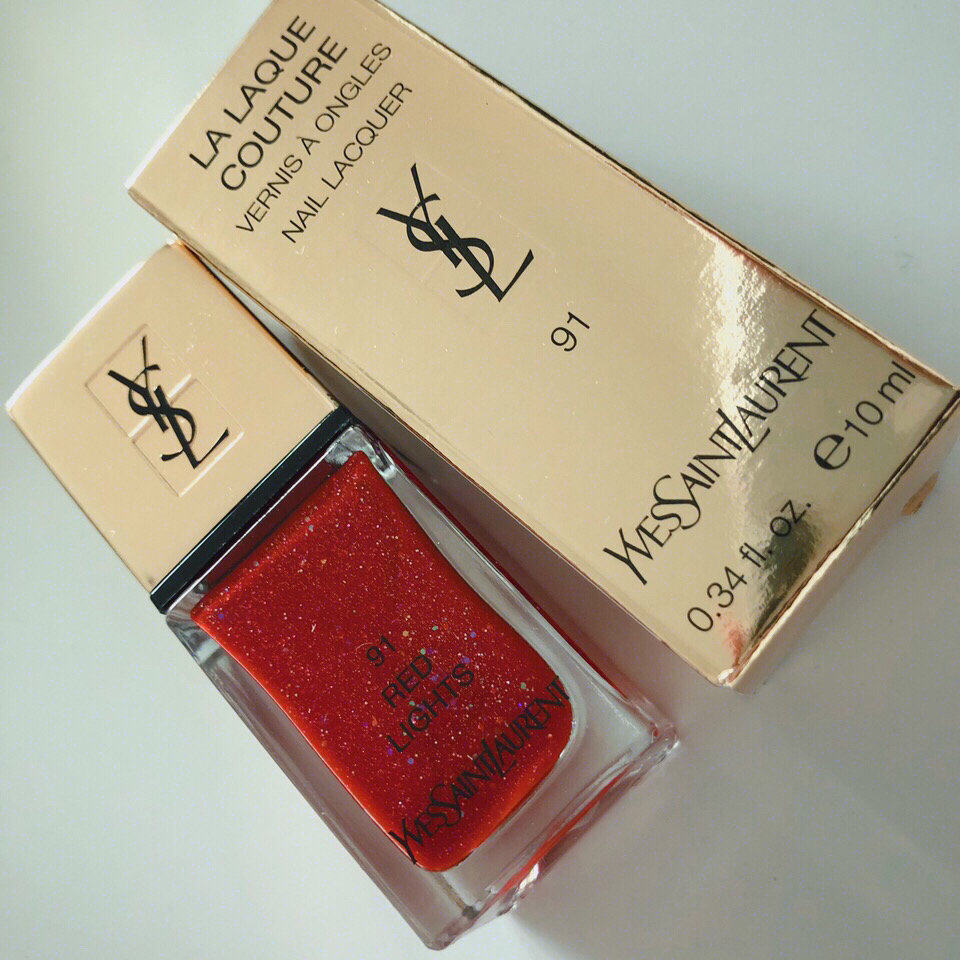 LA LAQUE
COUTURE
VERNIS À ONGLES
NAIL LACQUER
YSL
91
YVESSAINTLAURENT
0.34 fl. oz. ℮10 ml
YSL
91
RED
LIGHTS
YVESSAINTLAURENT